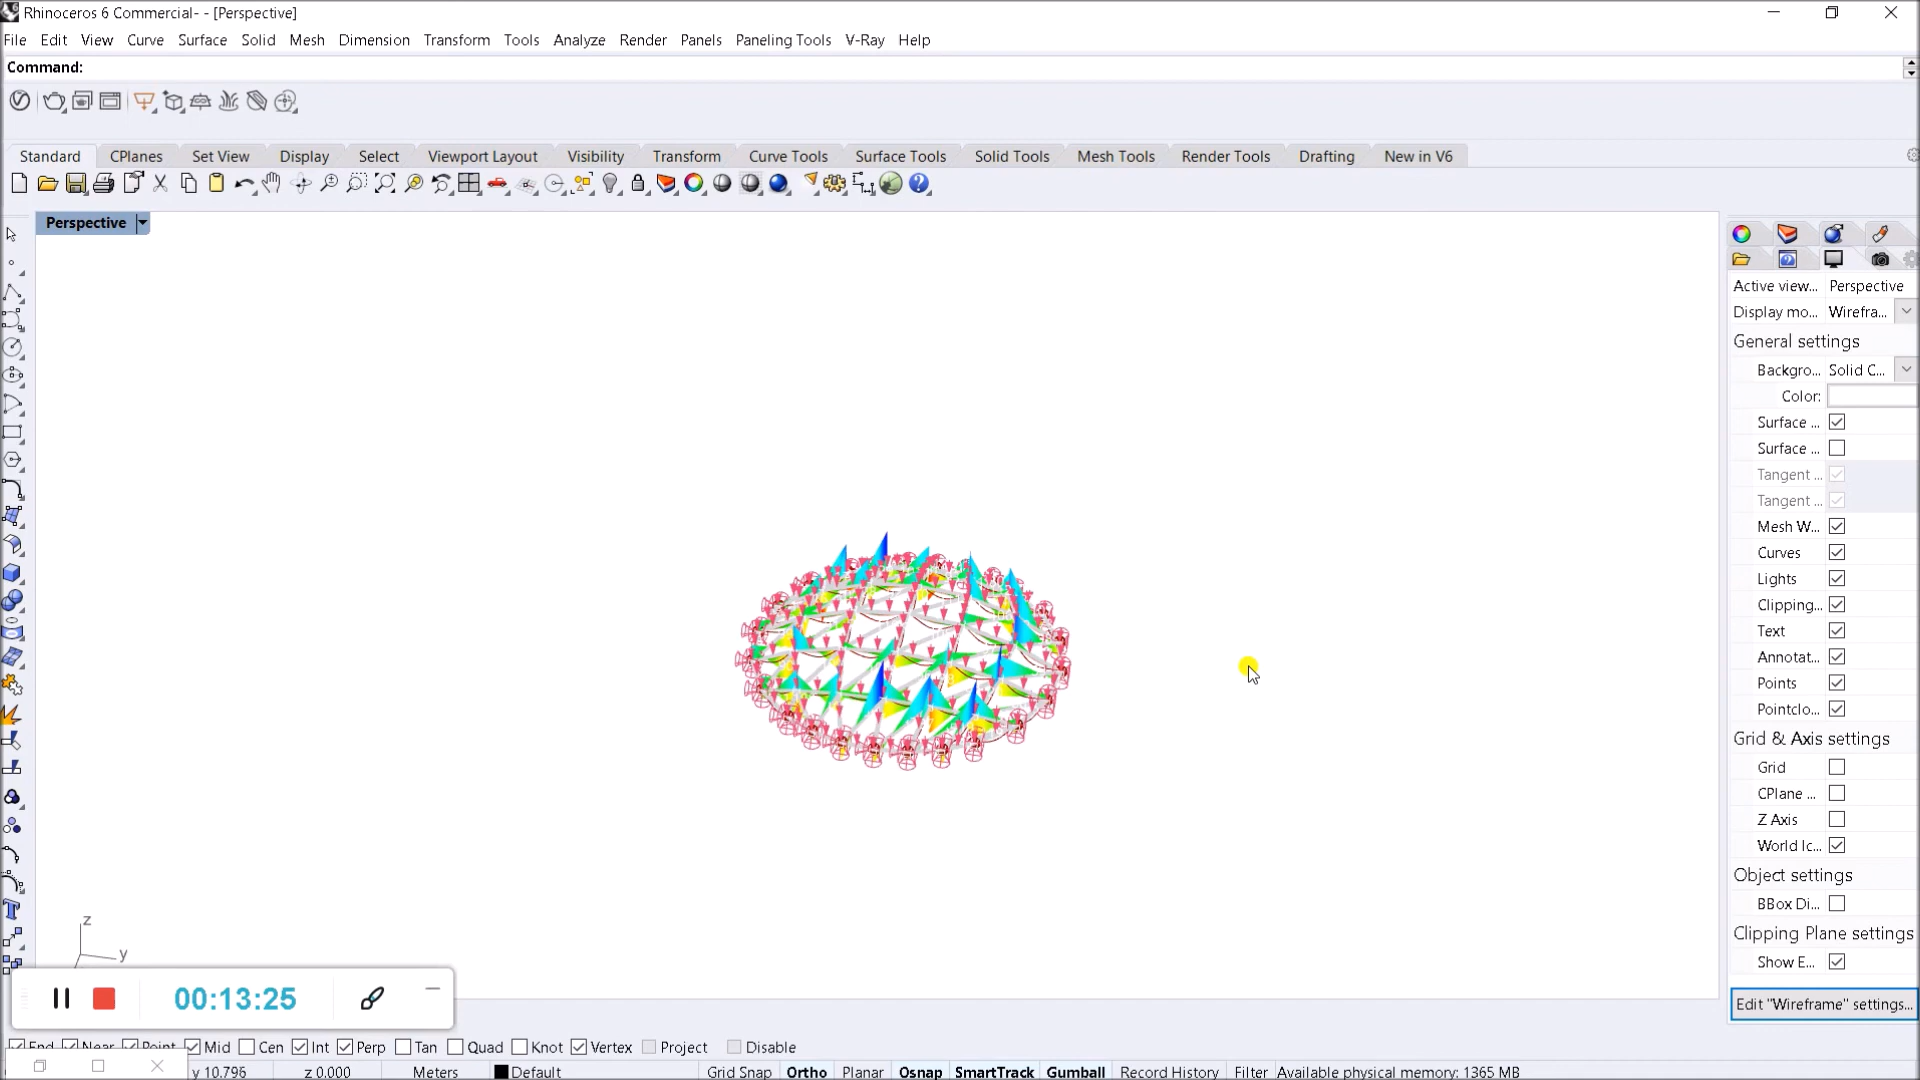 Rhinoceros 6 Commercial- - [Perspective]
File Edit View Curve Surface Solid Mesh Dimension Transform Tools Analyze Render Panels Paneling Tools V-Ray Help
Command:
Standard CPlanes Set View Display Select Viewport Layout Visibility Transform Curve Tools Surface Tools Solid Tools Mesh Tools Render Tools Drafting New in V6
Perspective
Active view... Perspective
Display mo... Wirefra...
General settings
Backgro... Solid C...
Color:
Surface ...
Surface ...
Tangent ...
Tangent ...
Mesh W...
Curves
Lights
Clipping...
Text
Annotat...
Points
Pointclo...
Grid & Axis settings
Grid
CPlane ...
Z Axis
World Ic...
Object settings
BBox Di...
Clipping Plane settings
Show E...
Edit "Wireframe" settings...
z
y
00:13:25
End Near Point Mid Cen Int Perp Tan Quad Knot Vertex Project Disable
y 10.796 z 0.000 Meters Default Grid Snap Ortho Planar Osnap SmartTrack Gumball Record History Filter Available physical memory: 1365 MB